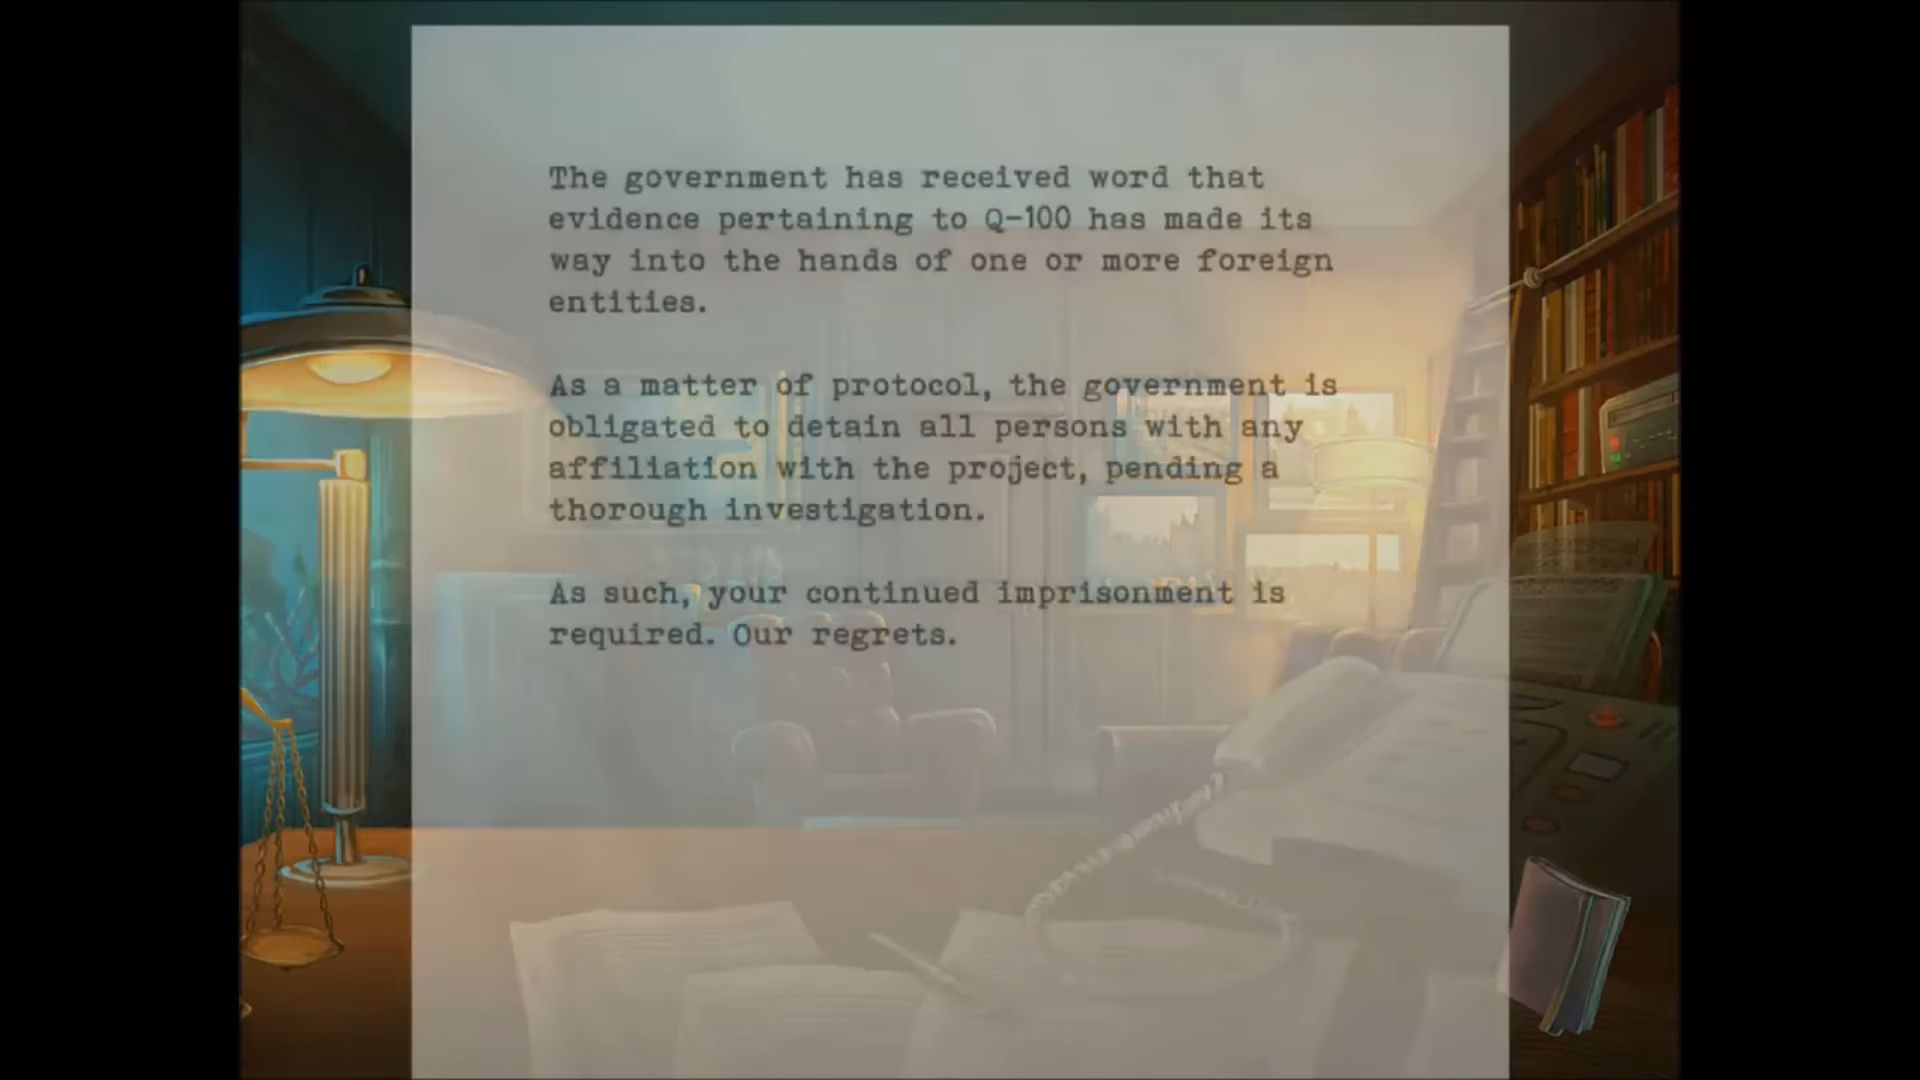 The government has received word that
evidence pertaining to Q-100 has made its
way into the hands of one or more foreign
entities.
As a matter of protocol, the government is
obligated to detain all persons with any
affiliation with the project, pending a
thorough investigation.
As such, your continued imprisonment is
required. Our regrets.